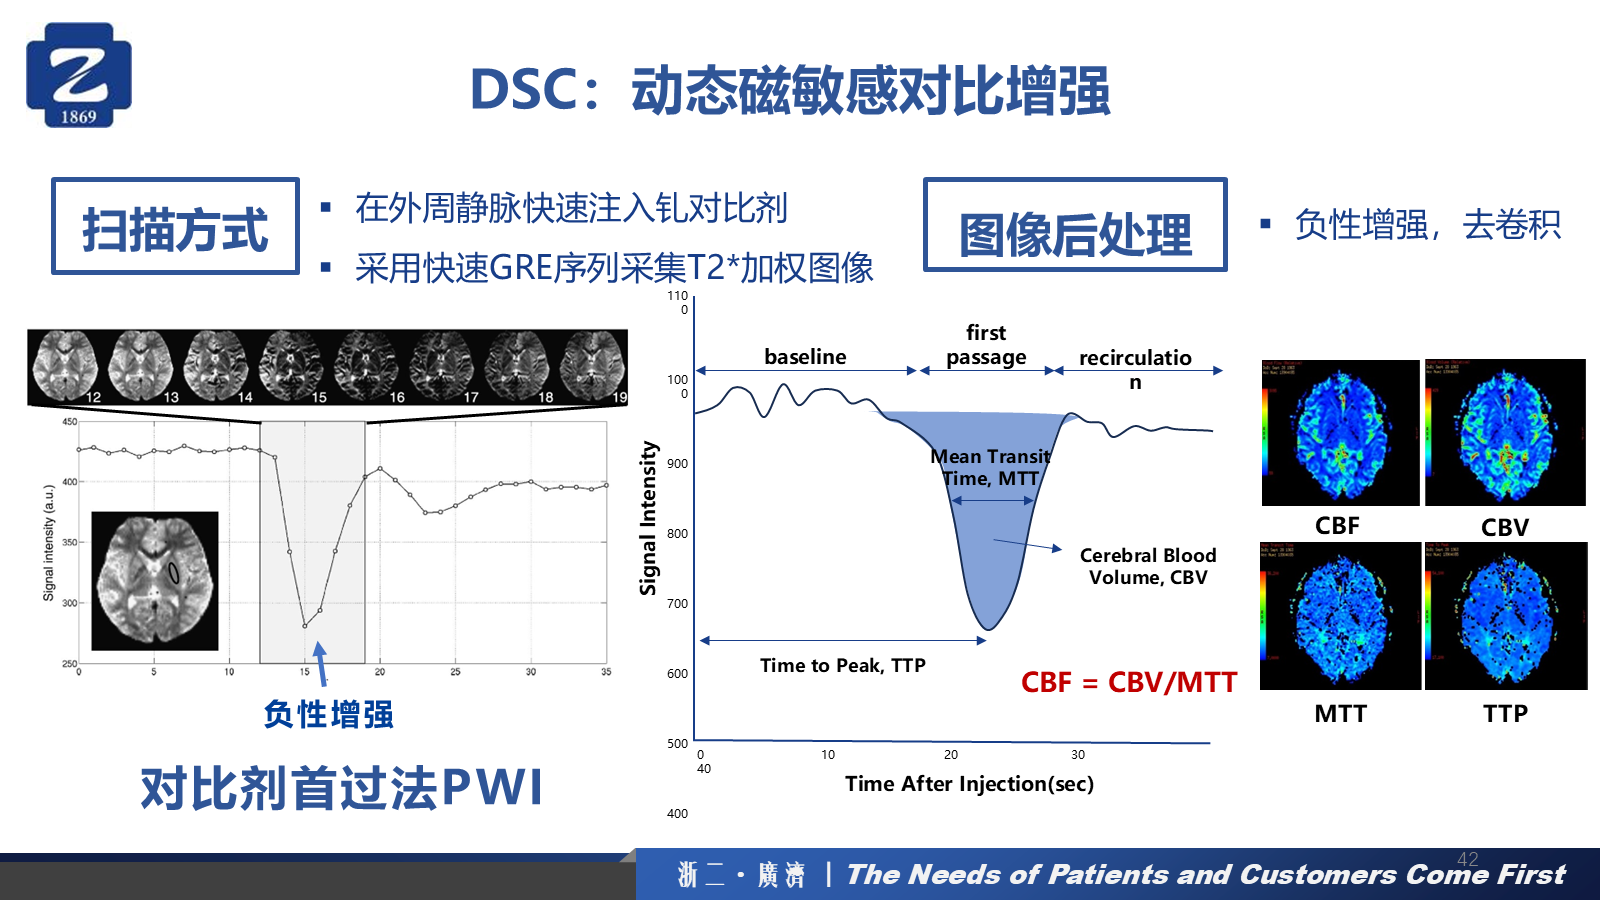 1869
DSC：动态磁敏感对比增强
扫描方式
▪ 在外周静脉快速注入钆对比剂
▪ 采用快速GRE序列采集T2*加权图像
图像后处理
▪ 负性增强，去卷积
12 13 14 15 16 17 18 19
450
400
350
300
250
Signal intensity (a.u.)
0 5 10 15 20 25 30 35
负性增强
对比剂首过法PWI
110
0
100
0
900
800
700
600
500
400
Signal Intensity
baseline
first
passage
recirculatio
n
Mean Transit
Time, MTT
Cerebral Blood
Volume, CBV
Time to Peak, TTP
CBF = CBV/MTT
0 10 20 30
40
Time After Injection(sec)
CBF
CBV
MTT
TTP
42
浙二·廣濟 | The Needs of Patients and Customers Come First